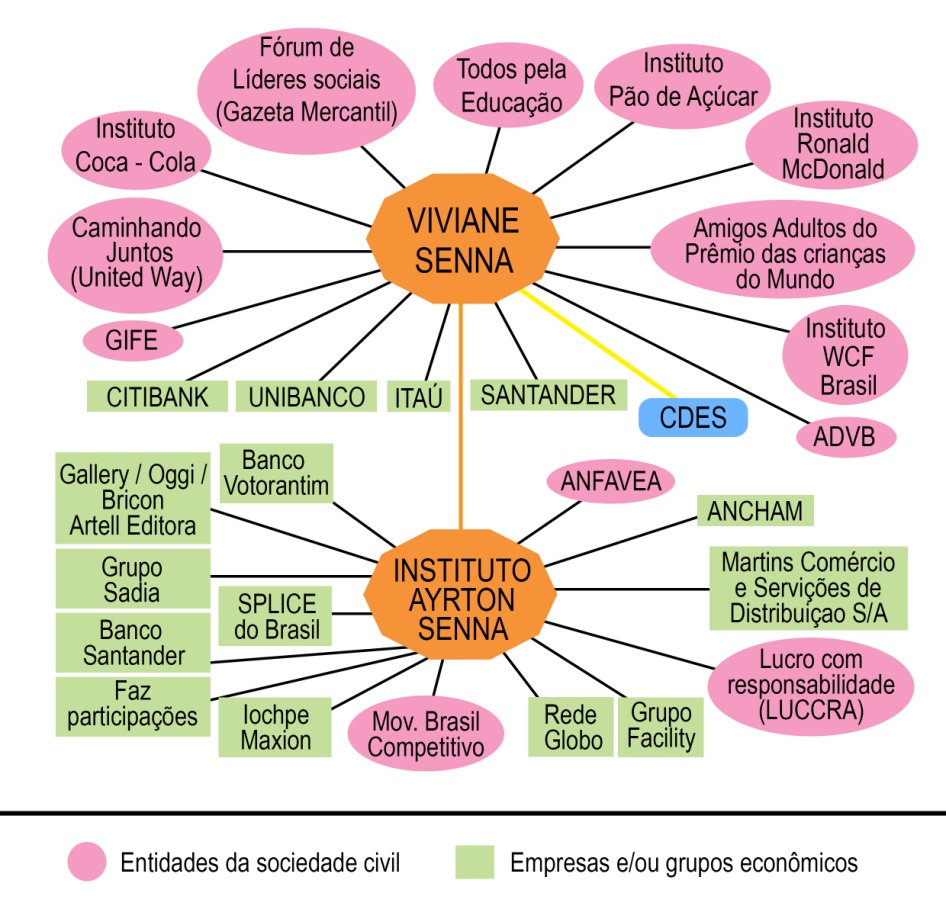 Fórum de
Líderes sociais
(Gazeta Mercantil)
Todos pela
Educação
Instituto
Pão de Açúcar
Instituto
Coca - Cola
Instituto
Ronald
McDonald
VIVIANE
SENNA
Caminhando
Juntos
(United Way)
Amigos Adultos do
Prêmio das crianças
do Mundo
GIFE
Instituto
WCF
Brasil
CITIBANK
UNIBANCO
ITAÚ
SANTANDER
CDES
ADVB
Gallery / Oggi /
Bricon
Artell Editora
Banco
Votorantim
ANFAVEA
ANCHAM
Grupo
Sadia
INSTITUTO
AYRTON
SENNA
Martins Comércio
e Servições de
Distribuiçao S/A
SPLICE
do Brasil
Banco
Santander
Lucro com
responsabilidade
(LUCCRA)
Faz
participações
Iochpe
Maxion
Mov. Brasil
Competitivo
Rede
Globo
Grupo
Facility
Entidades da sociedade civil
Empresas e/ou grupos econômicos